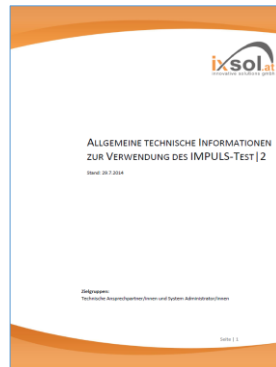 ixsol.at
innovative solutions gmbh
ALLGEMEINE TECHNISCHE INFORMATIONEN
ZUR VERWENDUNG DES IMPULS-TEST|2
Stand: 29.7.2014
Zielgruppen:
Technische Ansprechpartner/innen und System Administrator/innen
Seite | 1